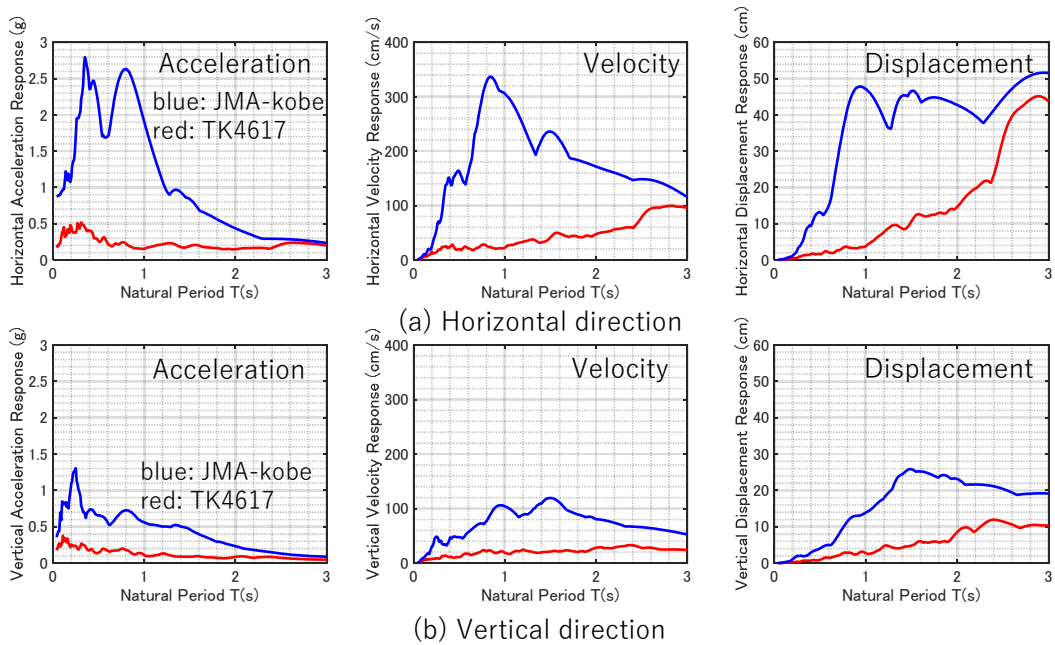 Horizontal Acceleration Response (g)
3
2.5
2
1.5
1
0.5
0
Acceleration
blue: JMA-kobe
red: TK4617
0 1 2 3
Natural Period T(s)
Horizontal Velocity Response (cm/s)
400
300
200
100
0
Velocity
0 1 2 3
Natural Period T(s)
Horizontal Displacement Response (cm)
60
50
40
30
20
10
0
Displacement
0 1 2 3
Natural Period T(s)
(a) Horizontal direction
Vertical Acceleration Response (g)
3
2.5
2
1.5
1
0.5
0
Acceleration
blue: JMA-kobe
red: TK4617
0 1 2 3
Natural Period T(s)
Vertical Velocity Response (cm/s)
400
300
200
100
0
Velocity
0 1 2 3
Natural Period T(s)
Vertical Displacement Response (cm)
60
50
40
30
20
10
0
Displacement
0 1 2 3
Natural Period T(s)
(b) Vertical direction